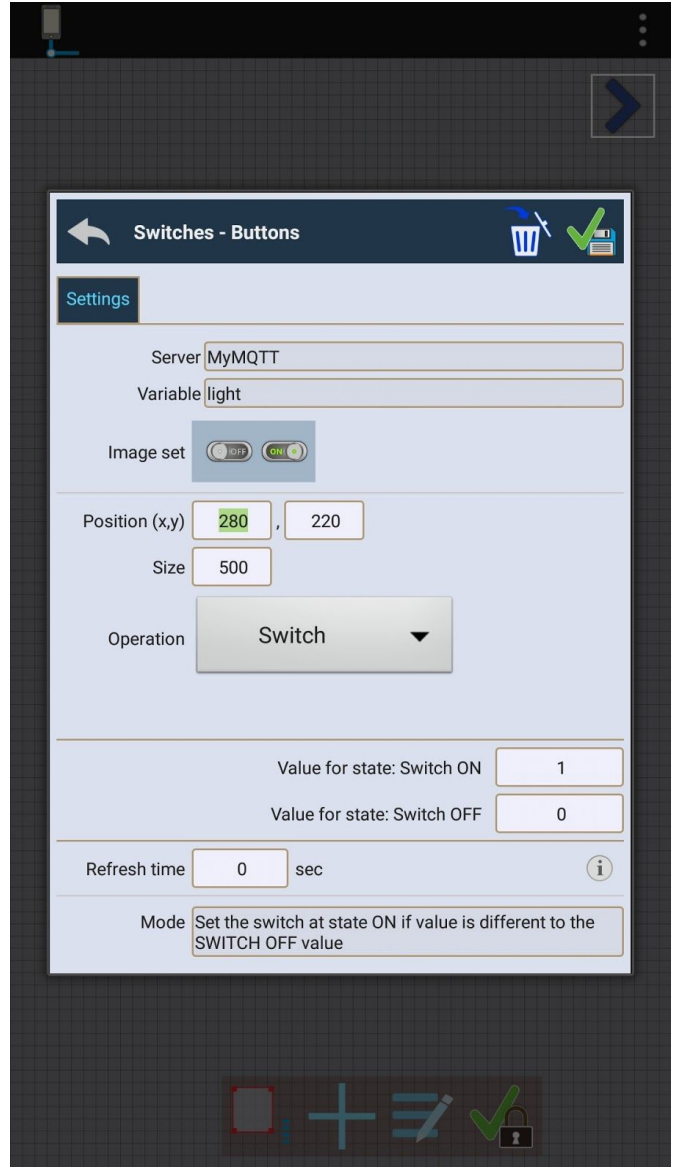 Switches - Buttons
Settings
Server MyMQTT
Variable light
Image set OFF ON
Position (x,y) 280 , 220
Size 500
Operation Switch
Value for state: Switch ON 1
Value for state: Switch OFF 0
Refresh time 0 sec i
Mode Set the switch at state ON if value is different to the
SWITCH OFF value